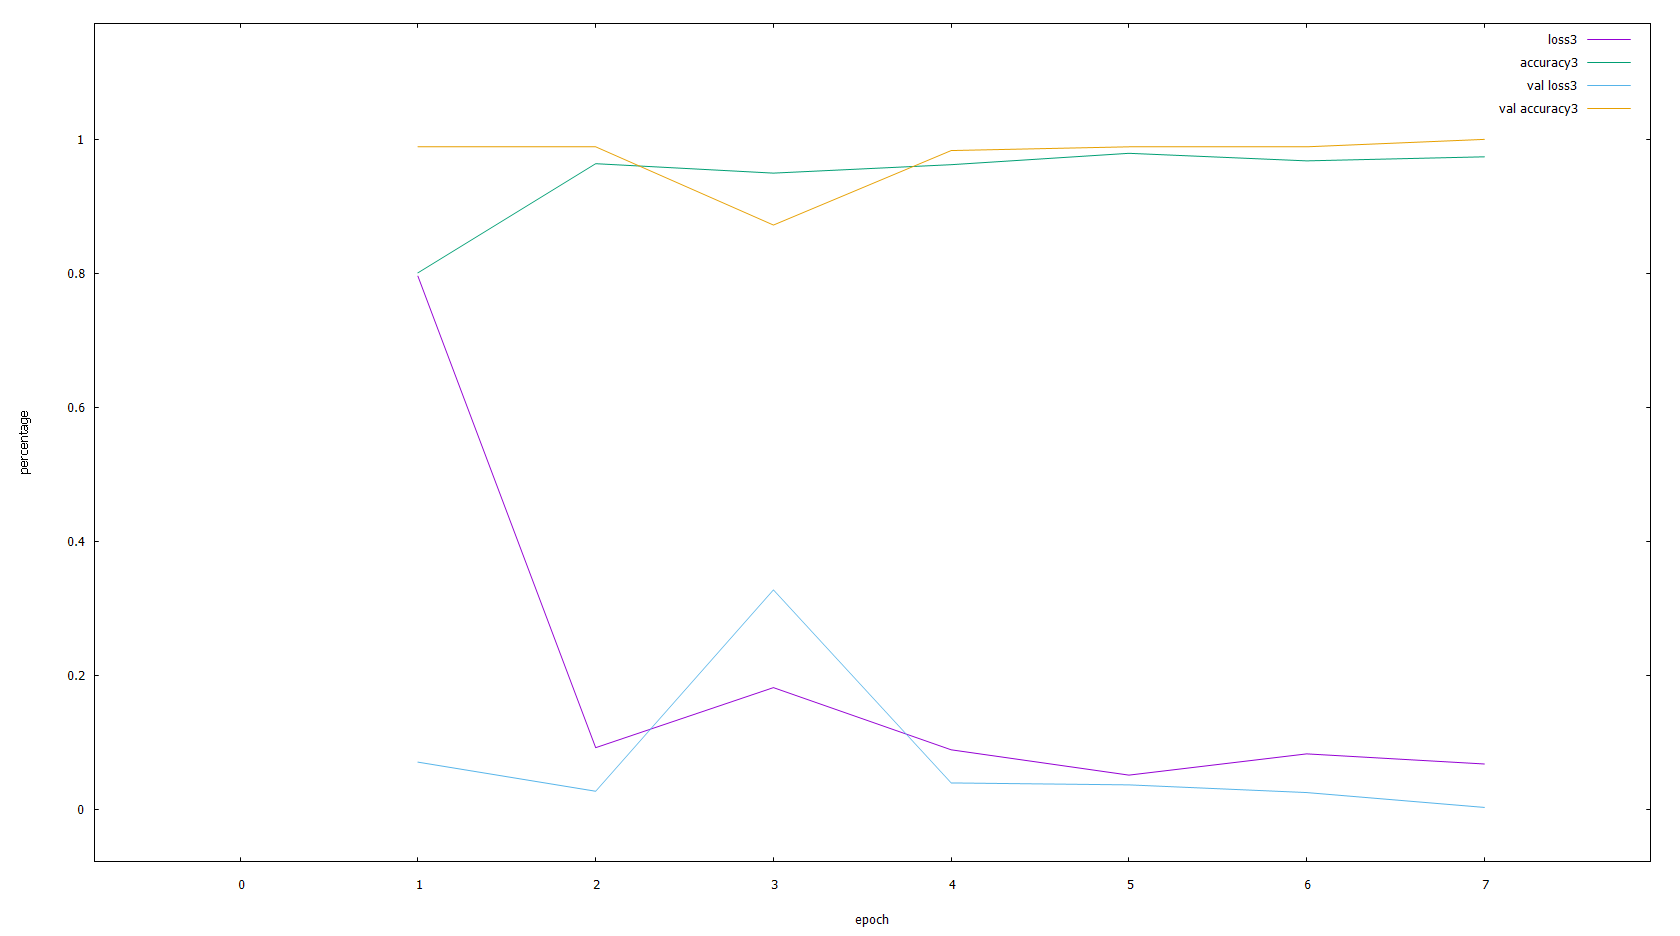 loss3
accuracy3
val loss3
val accuracy3
1
0.8
0.6
0.4
0.2
0
percentage
0 1 2 3 4 5 6 7
epoch